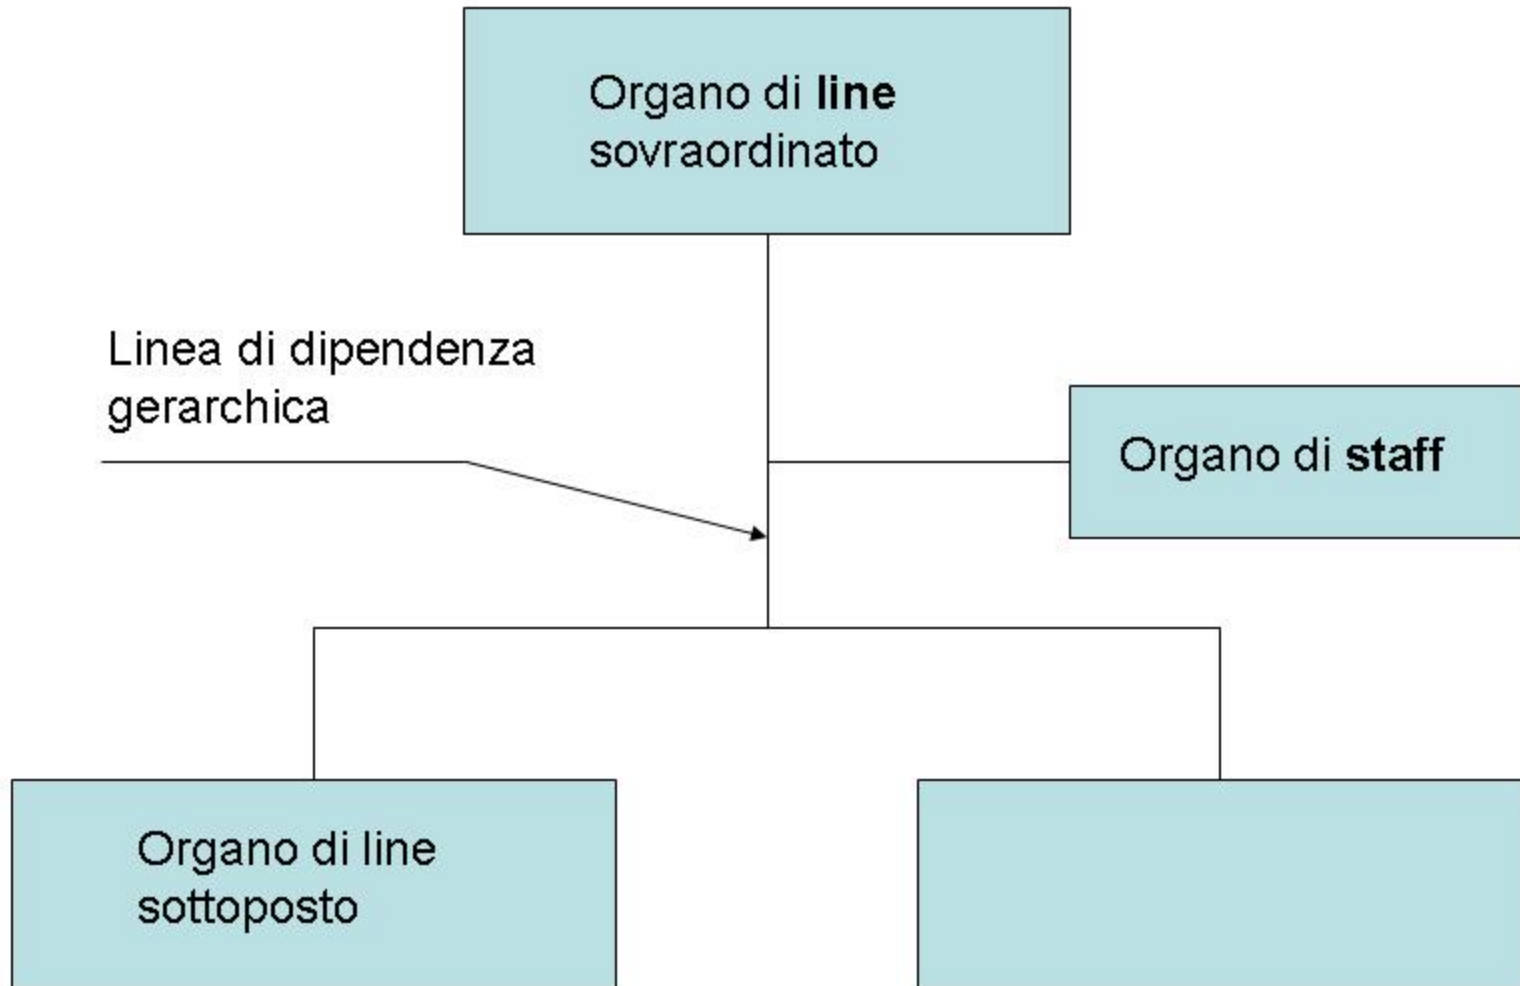 Organo di line
sovraordinato
Linea di dipendenza
gerarchica
Organo di staff
Organo di line
sottoposto